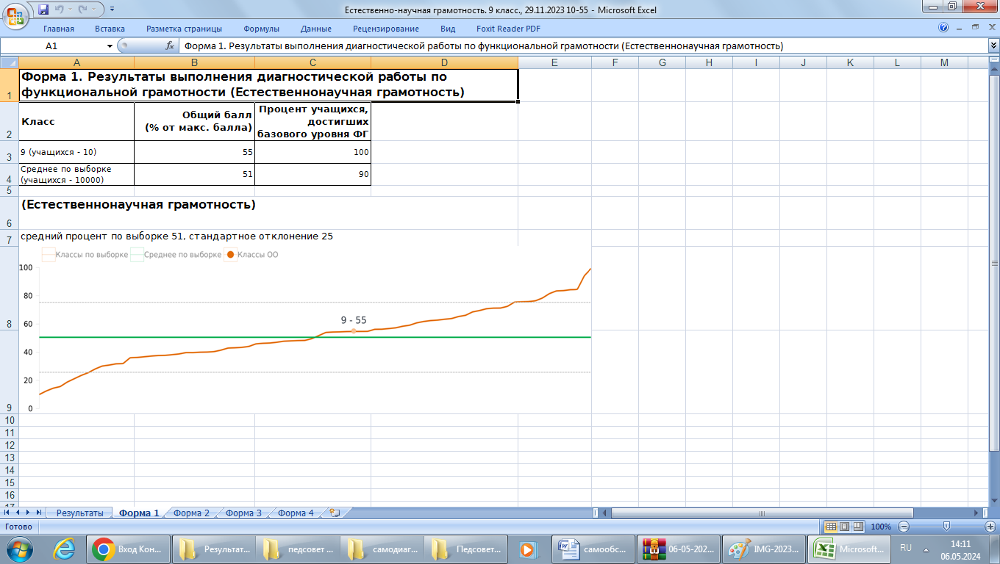 Естественно-научная грамотность. 9 класс., 29.11.2023 10-55 - Microsoft Excel
Главная Вставка Разметка страницы Формулы Данные Рецензирование Вид Foxit Reader PDF
A1 fx Форма 1. Результаты выполнения диагностической работы по функциональной грамотности (Естественнонаучная грамотность)
A B C D E F G H I J K L M
1 Форма 1. Результаты выполнения диагностической работы по
функциональной грамотности (Естественнонаучная грамотность)
2 Класс
Общий балл
(% от макс. балла)
Процент учащихся,
достигших
базового уровня ФГ
3 9 (учащихся - 10) 55 100
4 Среднее по выборке
(учащихся - 10000) 51 90
5
6 (Естественнонаучная грамотность)
7 средний процент по выборке 51, стандартное отклонение 25
Классы по выборке Среднее по выборке Классы ОО
100
80
9 - 55
8 60
40
20
9 0
10
11
12
13
14
15
16
17
Результаты Форма 1 Форма 2 Форма 3 Форма 4
Готово 100%
Вход Кон... Результат... педсовет ... самодиаг... Педсовет... самообс... 06-05-202... IMG-2023... Microsoft... RU 14:11
06.05.2024